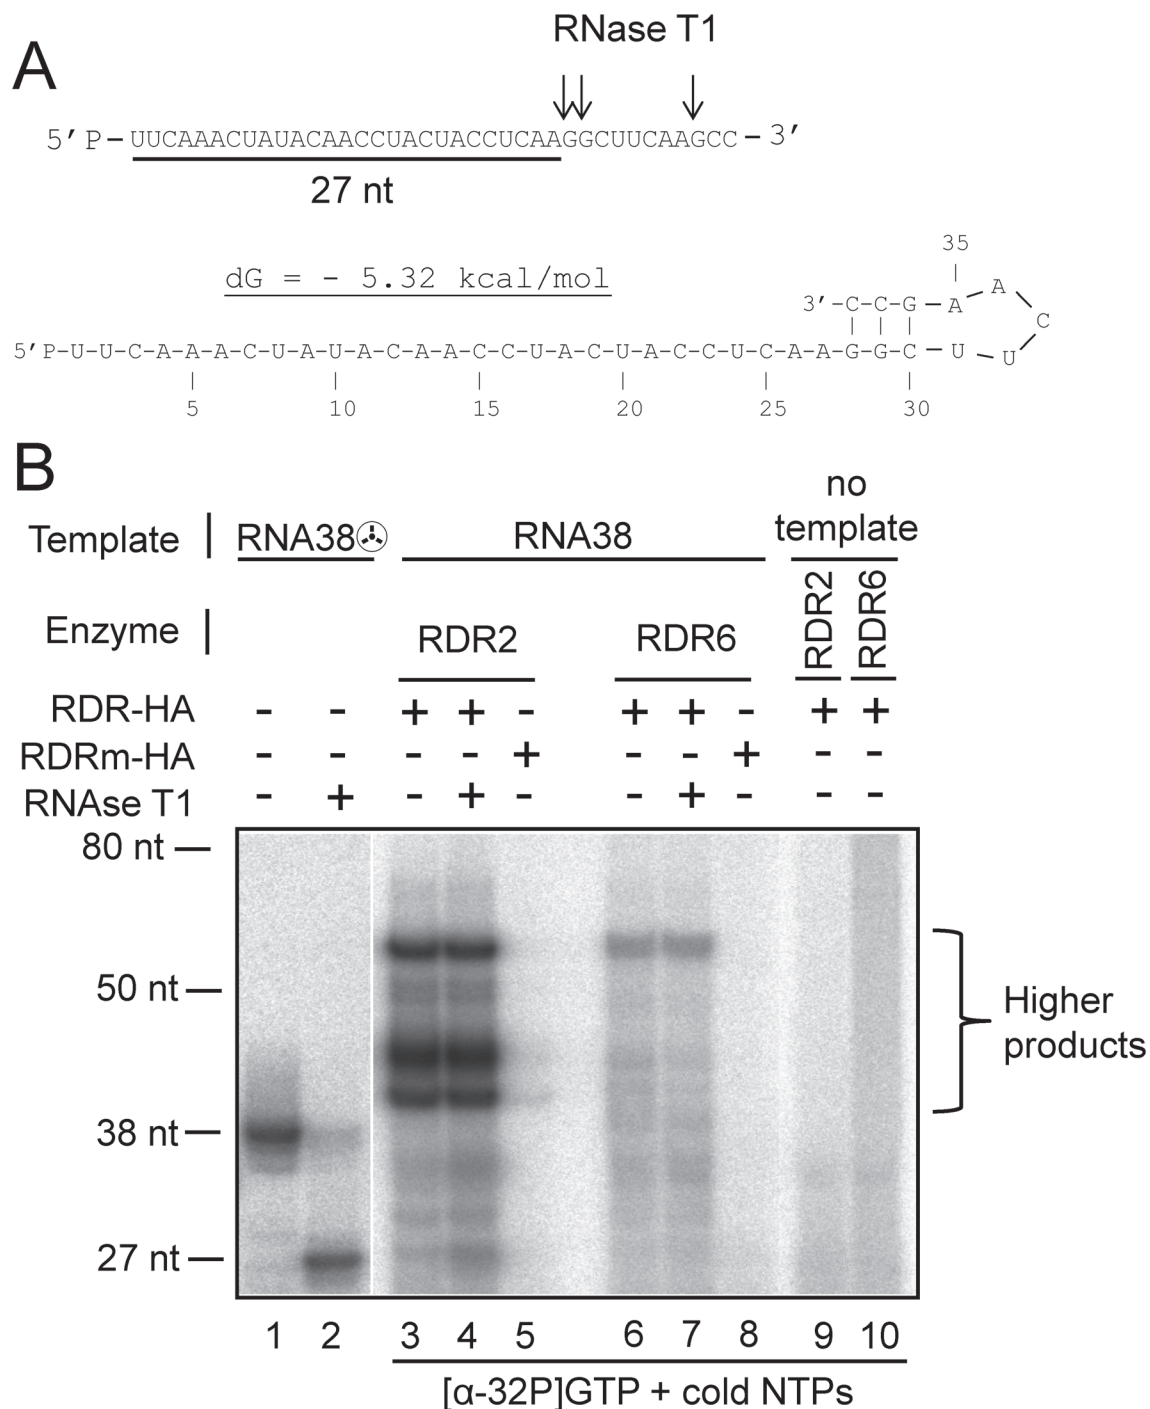 A
RNase T1
5′P–UUCAAACUAUACAACCUACUACCUCAAGGCUUCAAGCC–3′
27 nt
35
dG = - 5.32 kcal/mol
3′-C-C-G-A-A
C
5′P-U-U-C-A-A-A-C-U-A-U-A-C-A-A-C-C-U-A-C-U-A-C-C-U-C-A-A-G-G-C-U-U
5 10 15 20 25 30
B
Template
RNA38
RNA38
no
template
Enzyme
RDR2
RDR6
RDR2
RDR6
RDR-HA - - + + - + + - + +
RDRm-HA - - - - + - - + - -
RNAse T1 - + - + - - + - - -
80 nt
50 nt
38 nt
27 nt
Higher
products
1 2 3 4 5 6 7 8 9 10
[α-32P]GTP + cold NTPs